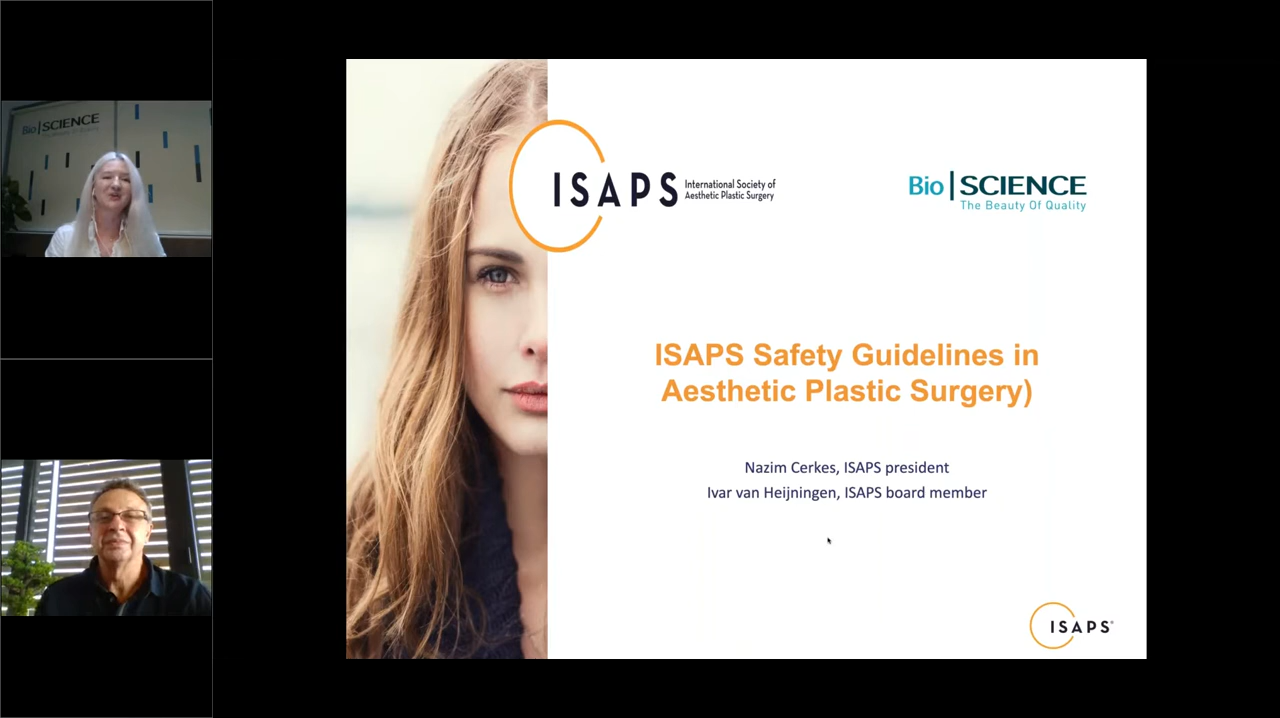 Bio|SCIENCE
The Beauty Of Quality
ISAPS
International Society of
Aesthetic Plastic Surgery
Bio|SCIENCE
The Beauty Of Quality
ISAPS Safety Guidelines in
Aesthetic Plastic Surgery)
Nazim Cerkes, ISAPS president
Ivar van Heijningen, ISAPS board member
ISAPS®